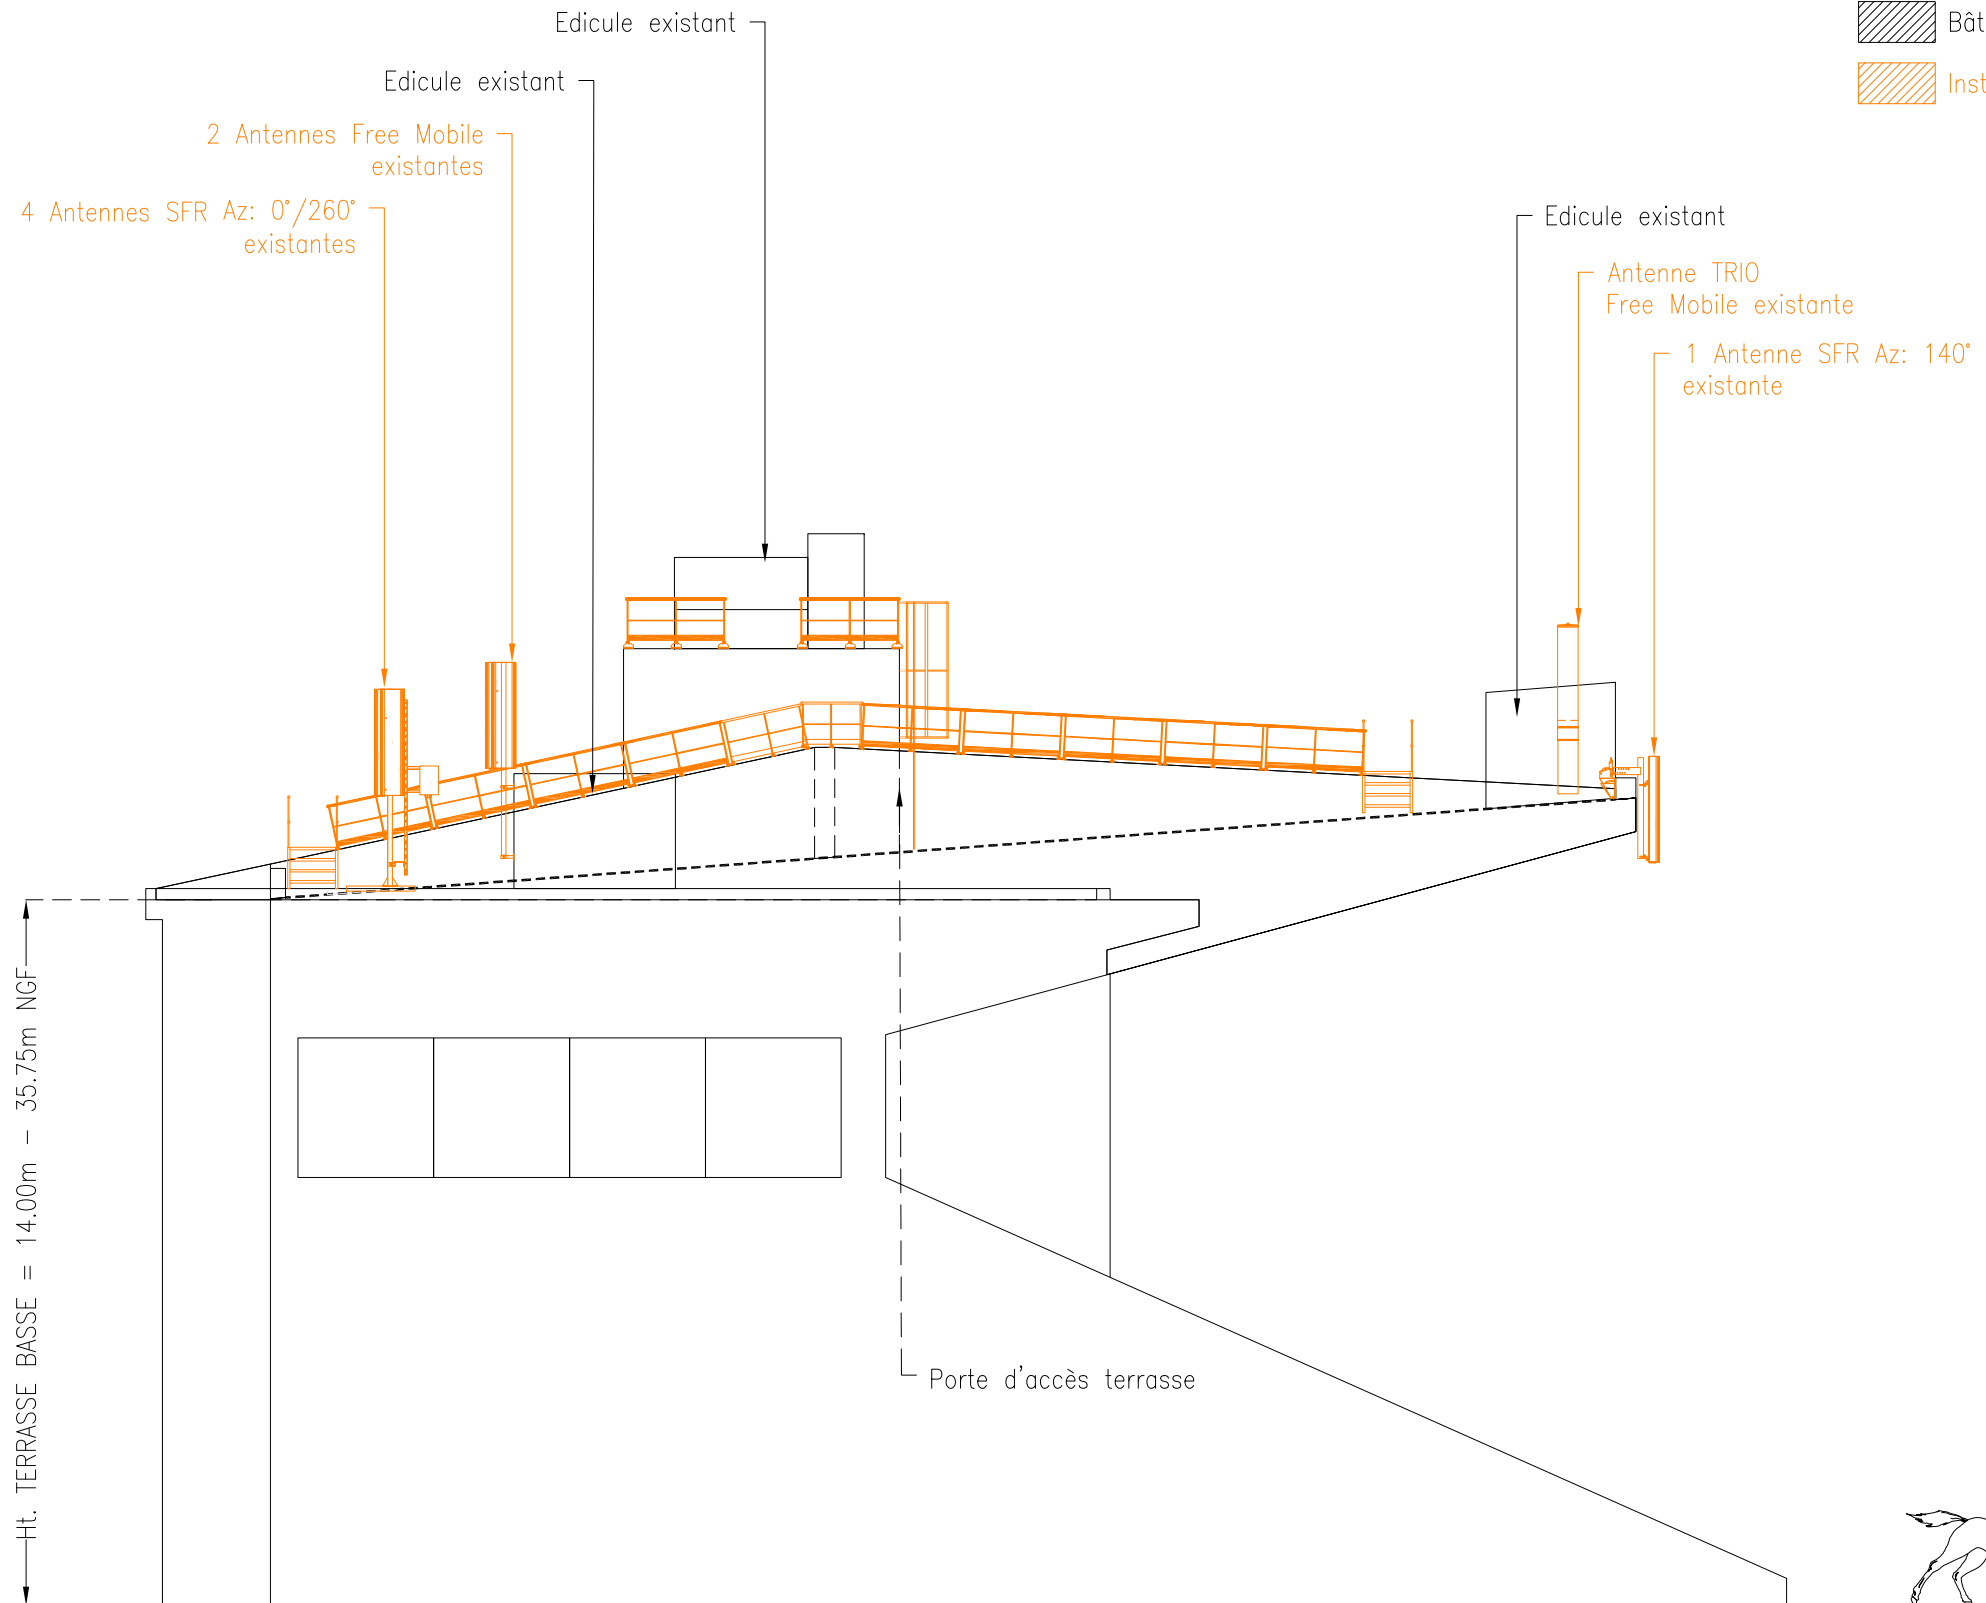 Edicule existant
Bât
Edicule existant
Inst
2 Antennes Free Mobile
existantes
4 Antennes SFR Az: 0°/260°
existantes
Edicule existant
Antenne TRIO
Free Mobile existante
1 Antenne SFR Az: 140°
existante
Ht. TERRASSE BASSE = 14.00m - 35.75m NGF
Porte d'accès terrasse